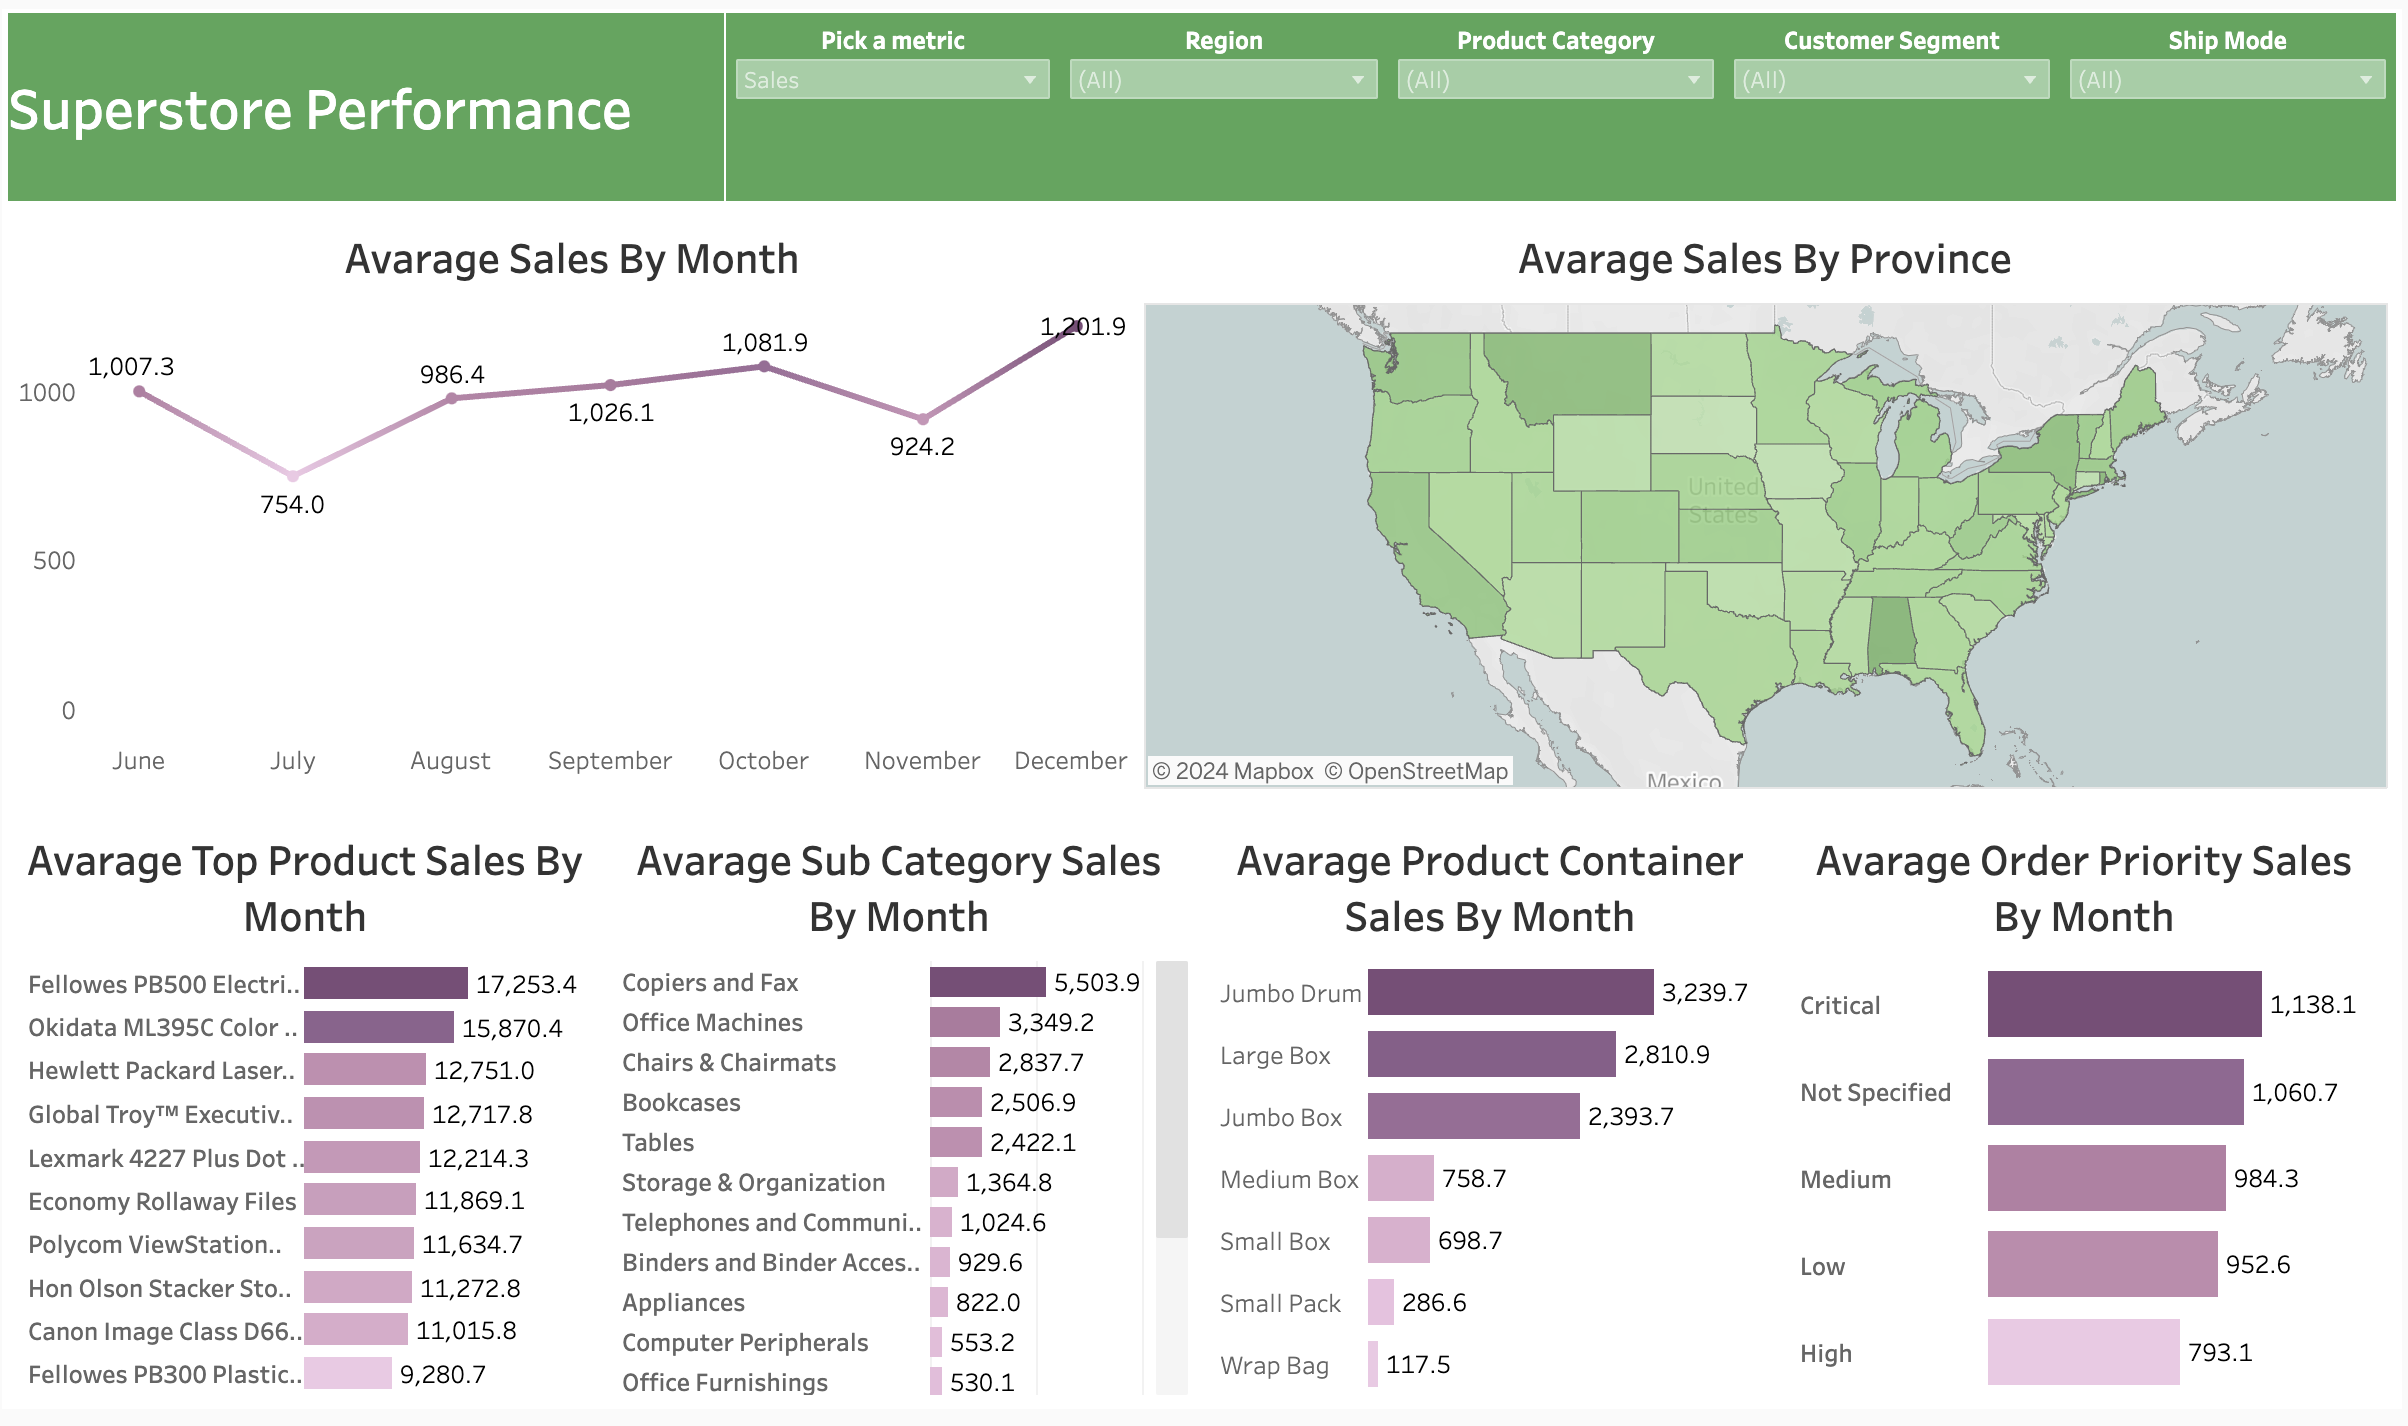 Superstore Performance
Pick a metric
Sales
Region
(All)
Product Category
(All)
Customer Segment
(All)
Ship Mode
(All)
Avarage Sales By Month
1000
500
0
1,007.3
754.0
986.4
1,026.1
1,081.9
924.2
1,201.9
June
July
August
September
October
November
December
Avarage Sales By Province
United
States
Mexico
© 2024 Mapbox © OpenStreetMap
Avarage Top Product Sales By
Month
Fellowes PB500 Electri.. 17,253.4
Okidata ML395C Color .. 15,870.4
Hewlett Packard Laser.. 12,751.0
Global Troy™ Executiv.. 12,717.8
Lexmark 4227 Plus Dot .. 12,214.3
Economy Rollaway Files 11,869.1
Polycom ViewStation.. 11,634.7
Hon Olson Stacker Sto.. 11,272.8
Canon Image Class D66.. 11,015.8
Fellowes PB300 Plastic.. 9,280.7
Avarage Sub Category Sales
By Month
Copiers and Fax 5,503.9
Office Machines 3,349.2
Chairs & Chairmats 2,837.7
Bookcases 2,506.9
Tables 2,422.1
Storage & Organization 1,364.8
Telephones and Communi.. 1,024.6
Binders and Binder Acces.. 929.6
Appliances 822.0
Computer Peripherals 553.2
Office Furnishings 530.1
Avarage Product Container
Sales By Month
Jumbo Drum 3,239.7
Large Box 2,810.9
Jumbo Box 2,393.7
Medium Box 758.7
Small Box 698.7
Small Pack 286.6
Wrap Bag 117.5
Avarage Order Priority Sales
By Month
Critical 1,138.1
Not Specified 1,060.7
Medium 984.3
Low 952.6
High 793.1